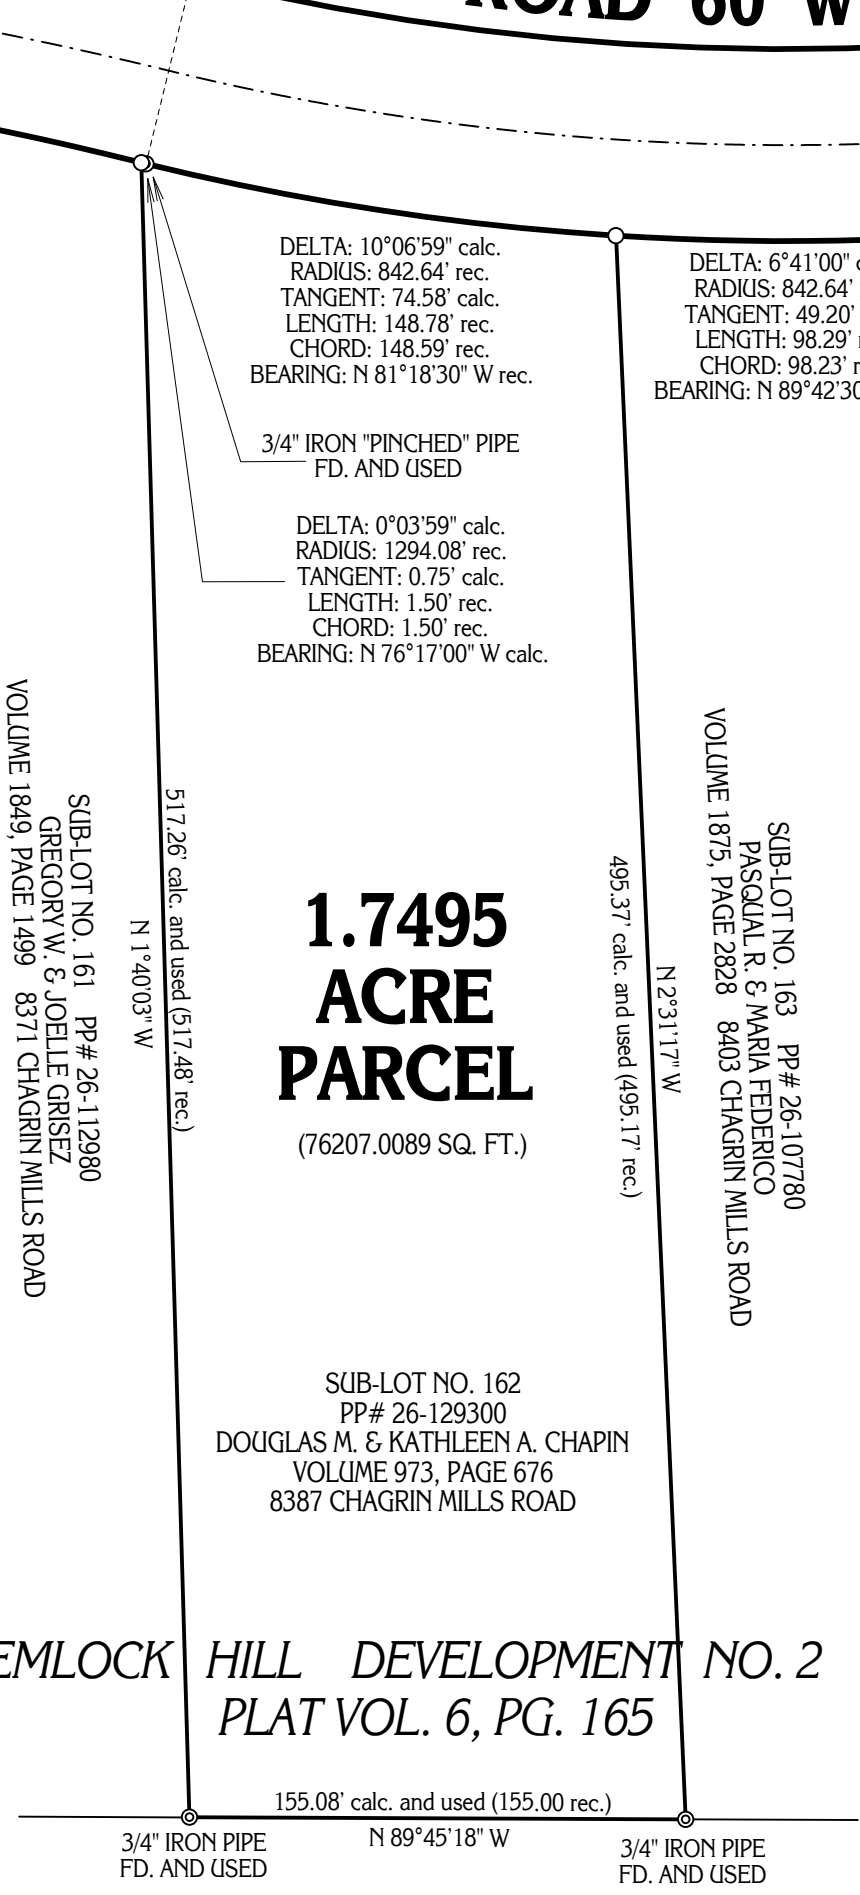 ROAD 60' W
DELTA: 10°06'59" calc.
RADIUS: 842.64' rec.
TANGENT: 74.58' calc.
LENGTH: 148.78' rec.
CHORD: 148.59' rec.
BEARING: N 81°18'30" W rec.
DELTA: 6°41'00"
RADIUS: 842.64'
TANGENT: 49.20'
LENGTH: 98.29'
CHORD: 98.23'
BEARING: N 89°42'30
3/4" IRON "PINCHED" PIPE
FD. AND USED
DELTA: 0°03'59" calc.
RADIUS: 1294.08' rec.
TANGENT: 0.75' calc.
LENGTH: 1.50' rec.
CHORD: 1.50' rec.
BEARING: N 76°17'00" W calc.
SUB-LOT NO. 161 PP# 26-112980
GREGORY W. & JOELLE GRISEZ
VOLUME 1849, PAGE 1499 8371 CHAGRIN MILLS ROAD
517.26' calc. and used (517.48' rec.)
N 1°40'03" W
1.7495
ACRE
PARCEL
(76207.0089 SQ. FT.)
495.37' calc. and used (495.17' rec.)
N 2°31'17" W
SUB-LOT NO. 163 PP# 26-107780
PASQUAL R. & MARIA FEDERICO
VOLUME 1875, PAGE 2828 8403 CHAGRIN MILLS ROAD
SUB-LOT NO. 162
PP# 26-129300
DOUGLAS M. & KATHLEEN A. CHAPIN
VOLUME 973, PAGE 676
8387 CHAGRIN MILLS ROAD
EMLOCK HILL DEVELOPMENT NO. 2
PLAT VOL. 6, PG. 165
155.08' calc. and used (155.00 rec.)
N 89°45'18" W
3/4" IRON PIPE
FD. AND USED
3/4" IRON PIPE
FD. AND USED